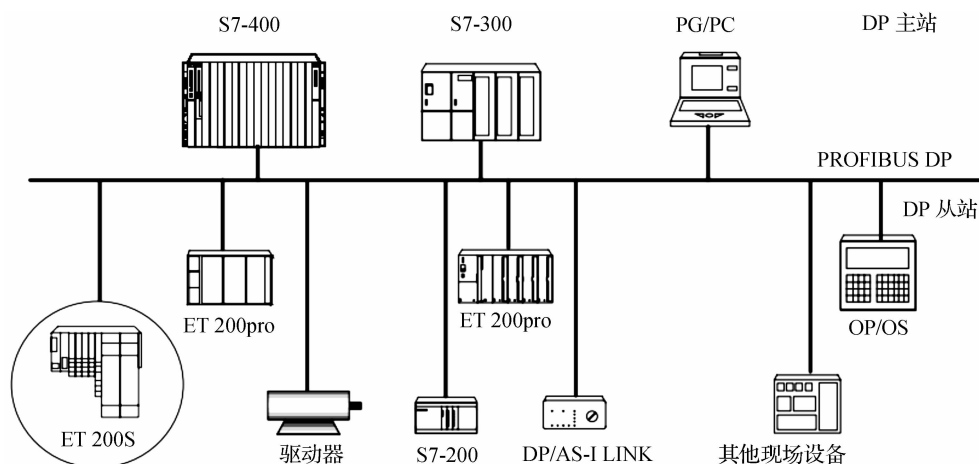 S7-400
S7-300
PG/PC
DP 主站
PROFIBUS DP
DP 从站
ET 200pro
ET 200pro
OP/OS
ET 200S
驱动器
S7-200
DP/AS-I LINK
其他现场设备